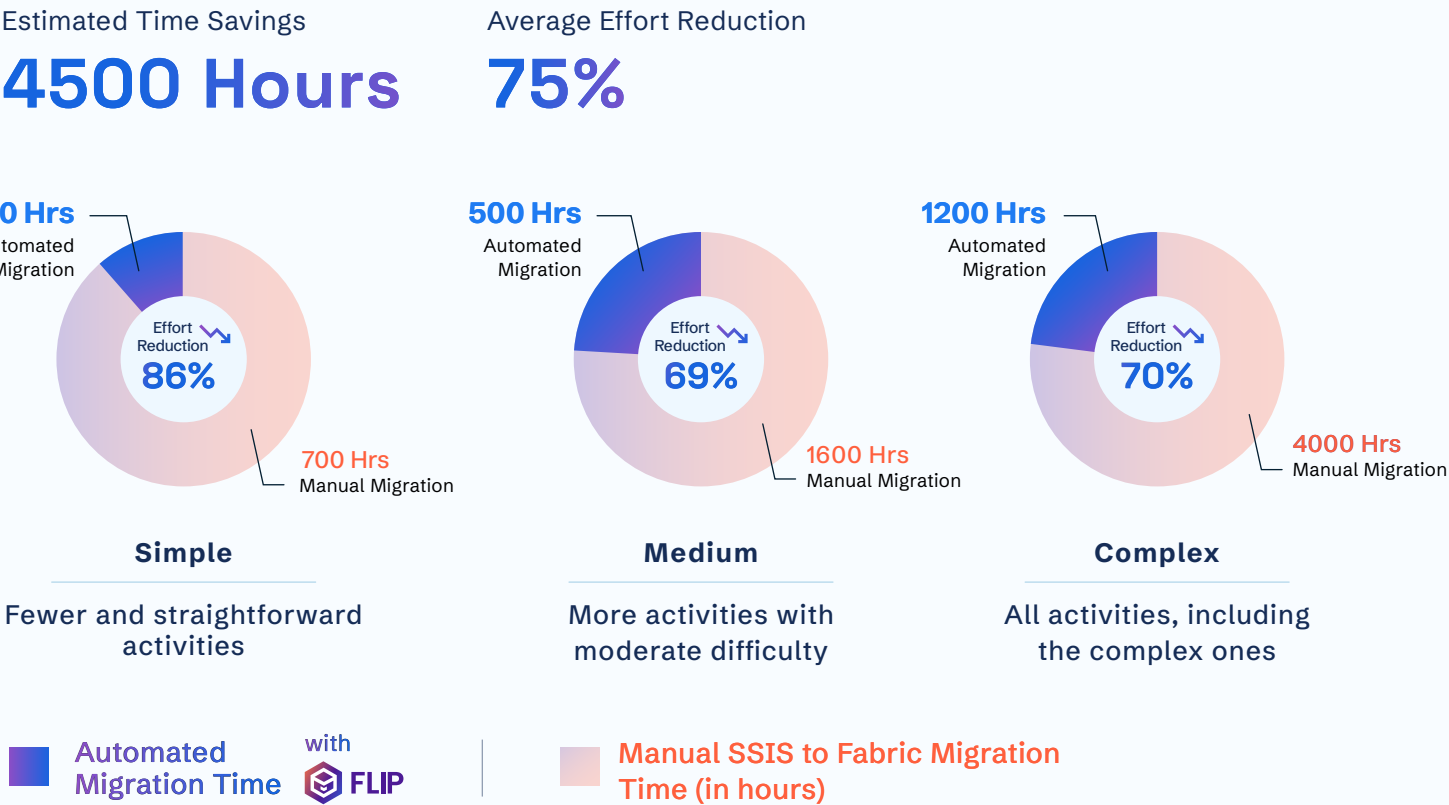 Estimated Time Savings
4500 Hours
Average Effort Reduction
75%
0 Hrs
tomated
Migration
Effort
Reduction
86%
700 Hrs
Manual Migration
Simple
Fewer and straightforward
activities
500 Hrs
Automated
Migration
Effort
Reduction
69%
1600 Hrs
Manual Migration
Medium
More activities with
moderate difficulty
1200 Hrs
Automated
Migration
Effort
Reduction
70%
4000 Hrs
Manual Migration
Complex
All activities, including
the complex ones
Automated
Migration Time
with
FLIP
Manual SSIS to Fabric Migration
Time (in hours)